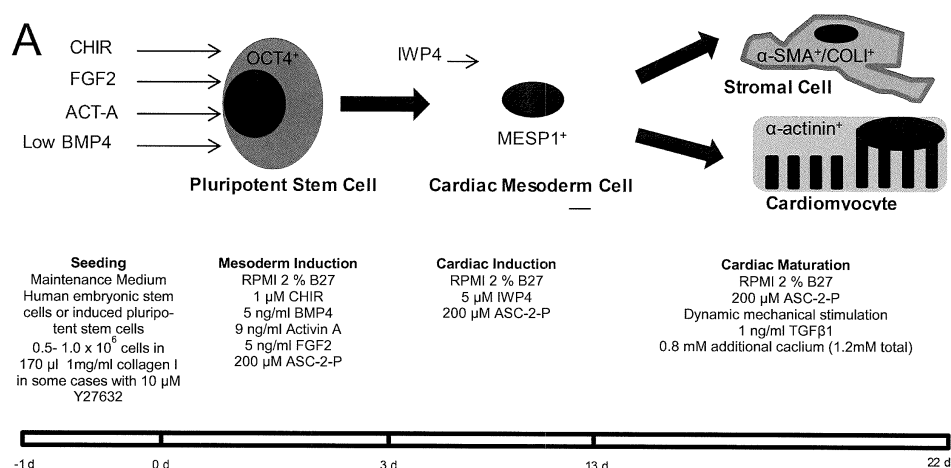 A
CHIR
FGF2
ACT-A
Low BMP4
OCT4⁺
Pluripotent Stem Cell
IWP4
MESP1⁺
Cardiac Mesoderm Cell
α-SMA⁺/COLI⁺
Stromal Cell
α-actinin⁺
Cardiomyocyte
Seeding
Maintenance Medium
Human embryonic stem
cells or induced pluripo-
tent stem cells
0.5- 1.0 x 10⁶ cells in
170 µl 1mg/ml collagen I
in some cases with 10 µM
Y27632
Mesoderm Induction
RPMI 2 % B27
1 µM CHIR
5 ng/ml BMP4
9 ng/ml Activin A
5 ng/ml FGF2
200 µM ASC-2-P
Cardiac Induction
RPMI 2 % B27
5 µM IWP4
200 µM ASC-2-P
Cardiac Maturation
RPMI 2 % B27
200 µM ASC-2-P
Dynamic mechanical stimulation
1 ng/ml TGFβ1
0.8 mM additional caclium (1.2mM total)
-1 d
0 d
3 d
13 d
22 d